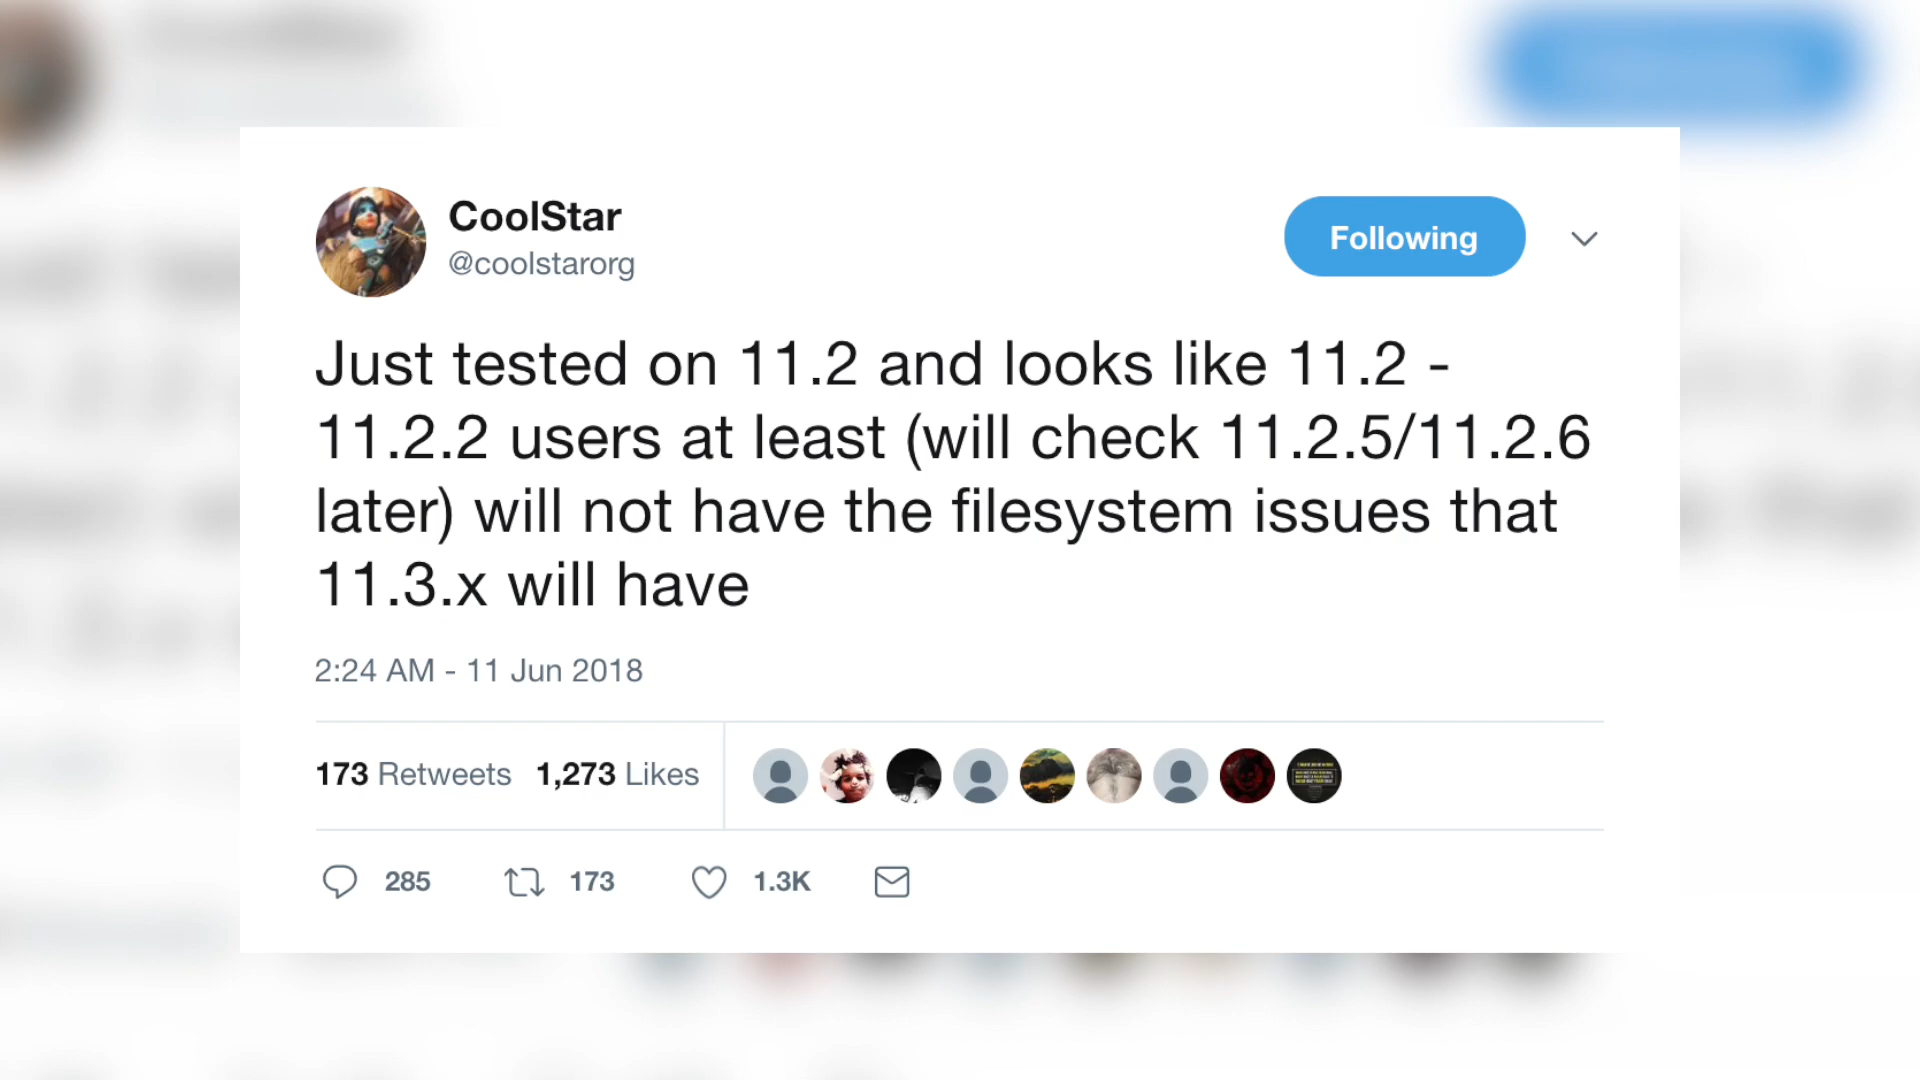 CoolStar
@coolstarorg
Following
Just tested on 11.2 and looks like 11.2 -
11.2.2 users at least (will check 11.2.5/11.2.6
later) will not have the filesystem issues that
11.3.x will have
2:24 AM - 11 Jun 2018
173 Retweets 1,273 Likes
285 173 1.3K